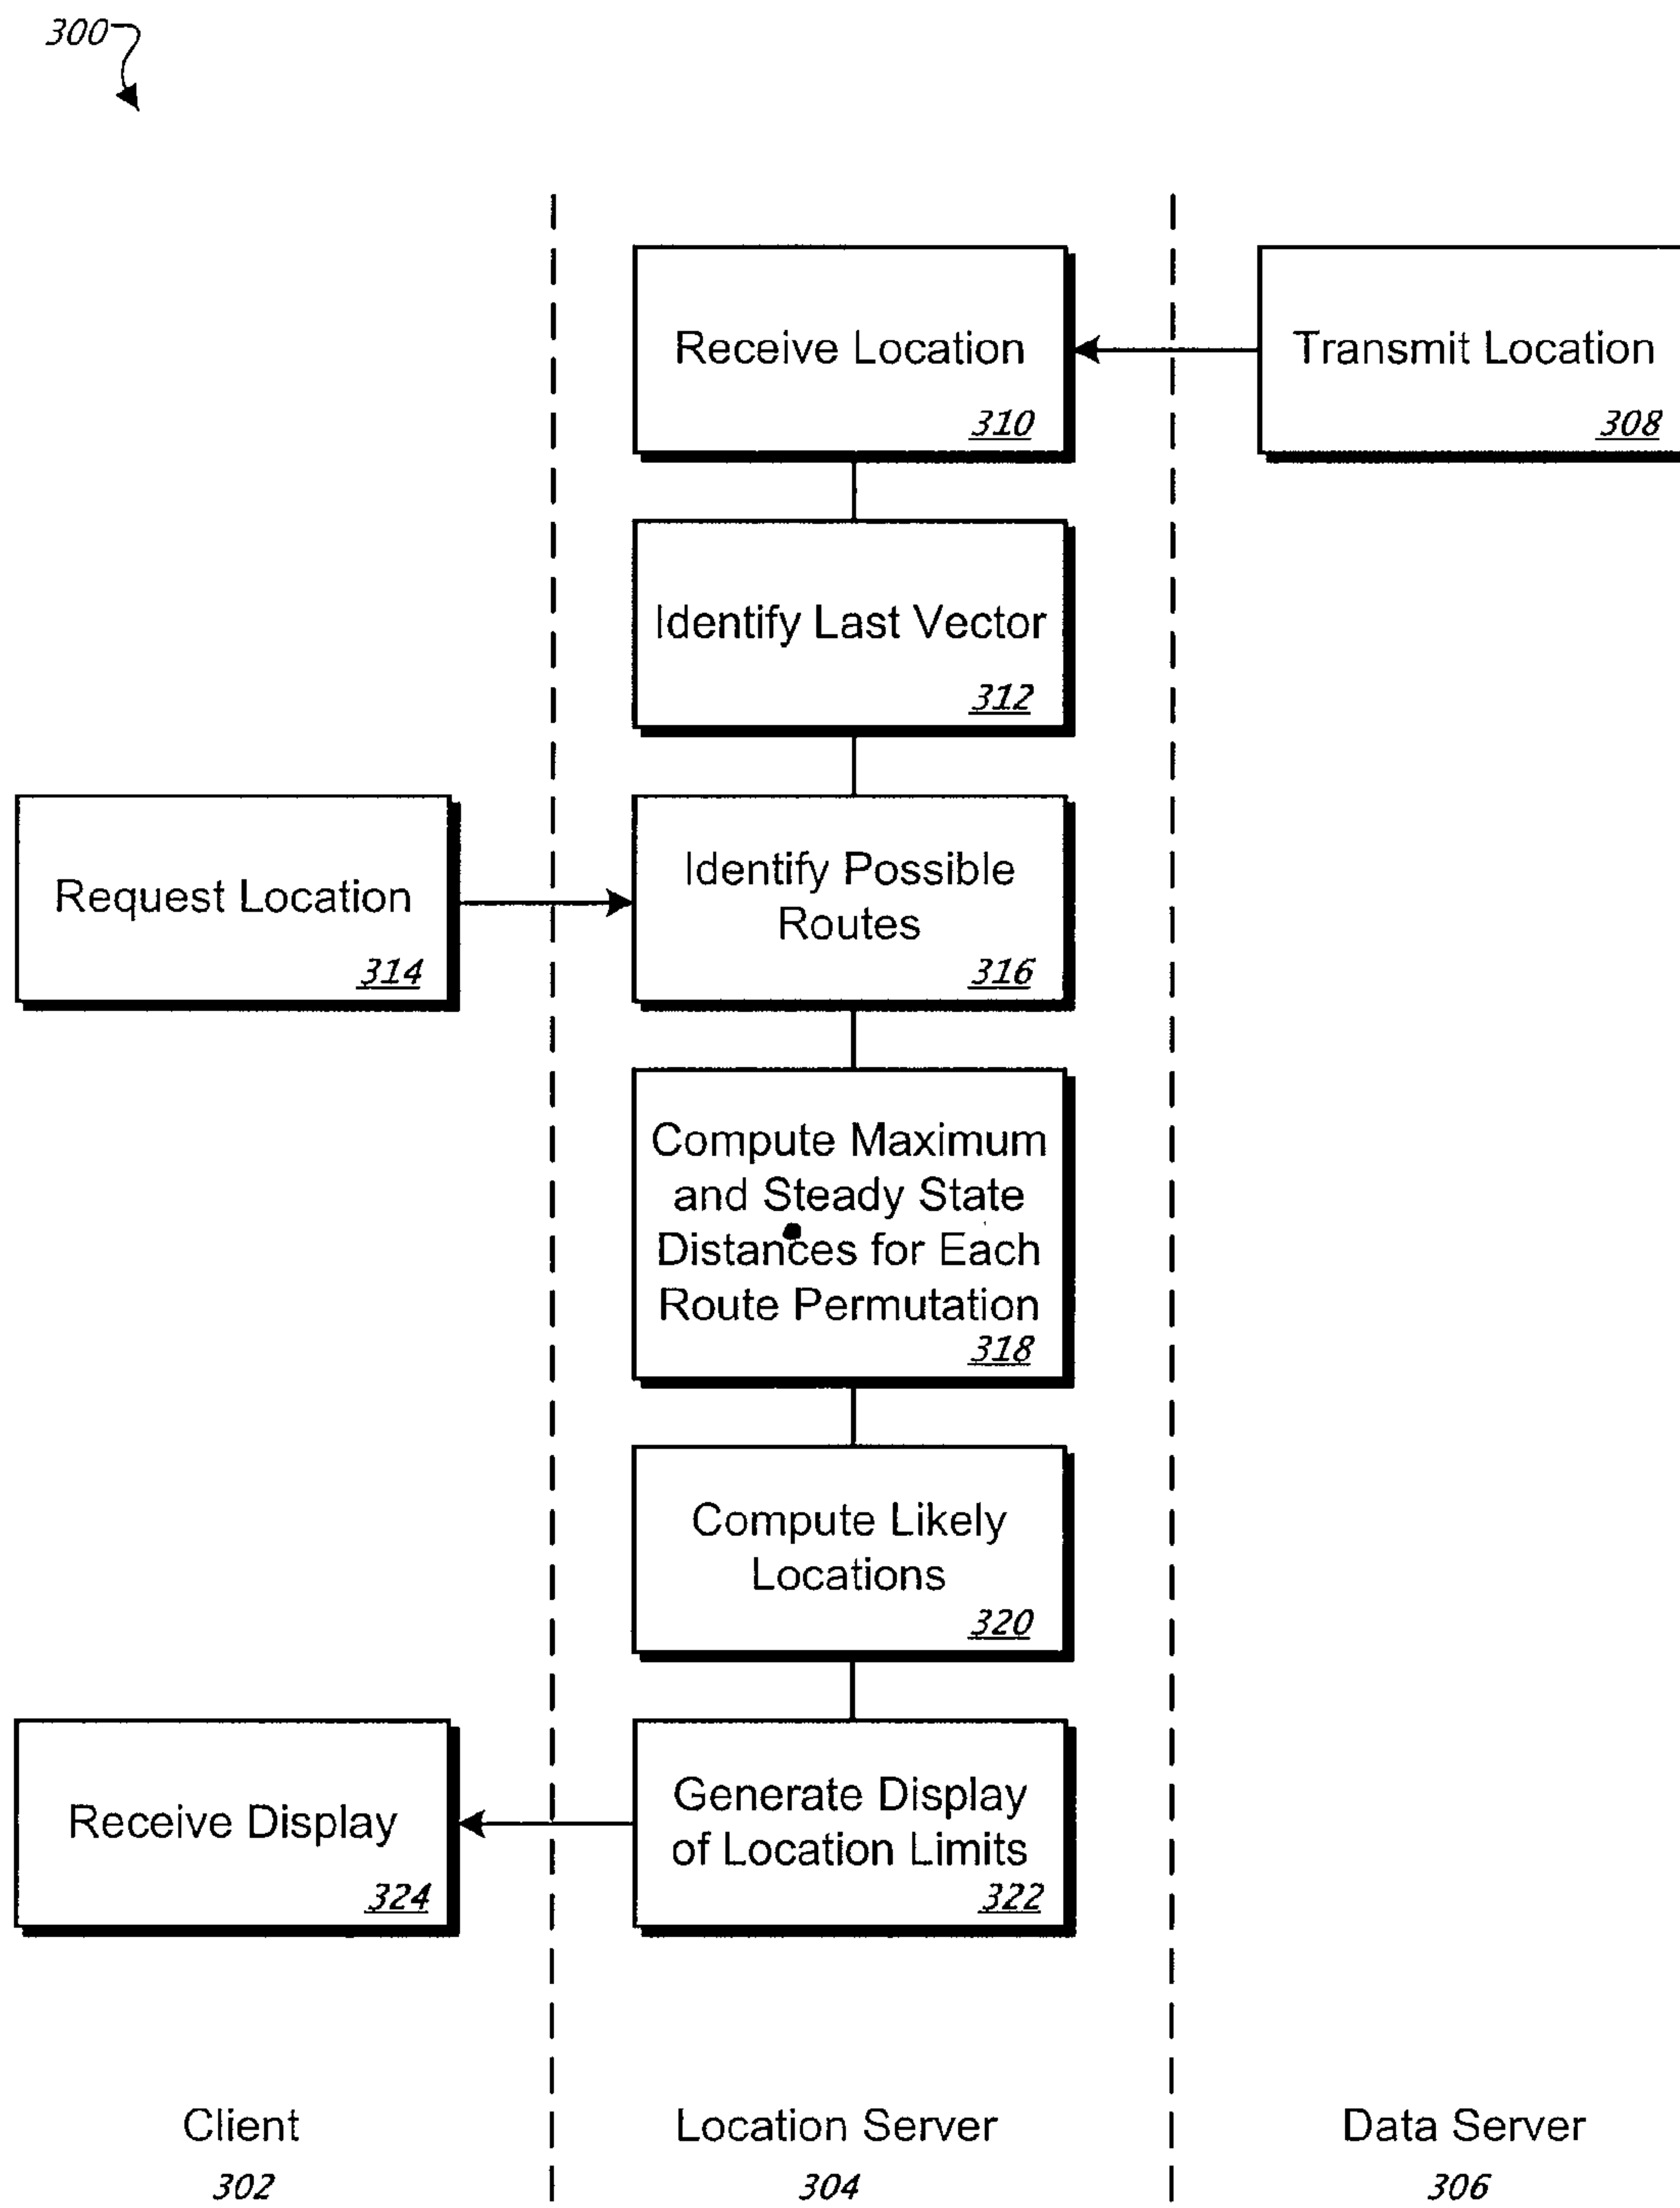 300
Receive Location
310
Transmit Location
308
Identify Last Vector
312
Request Location
314
Identify Possible
Routes
316
Compute Maximum
and Steady State
Distances for Each
Route Permutation
318
Compute Likely
Locations
320
Receive Display
324
Generate Display
of Location Limits
322
Client
302
Location Server
304
Data Server
306